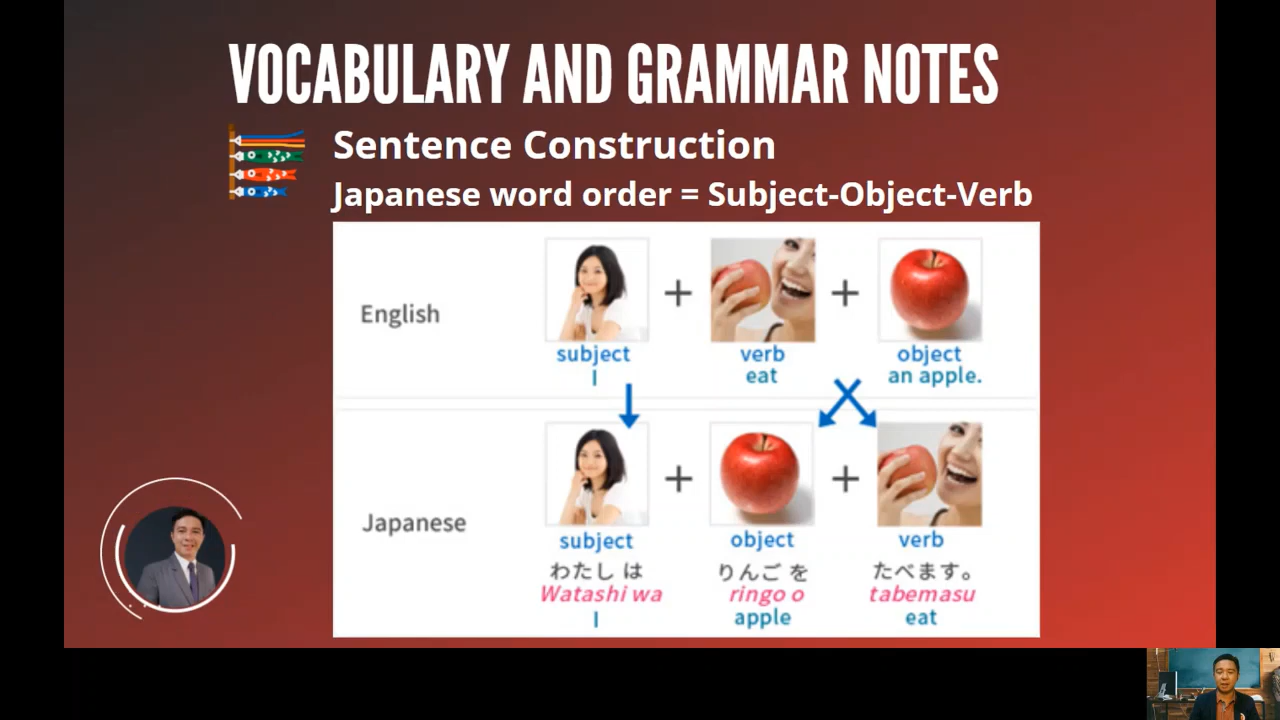 VOCABULARY AND GRAMMAR NOTES
Sentence Construction
Japanese word order = Subject-Object-Verb
English
+ +
subject verb object
I eat an apple.
+ +
Japanese
subject object verb
わたし は りんご を たべます。
Watashi wa ringo o tabemasu
I apple eat